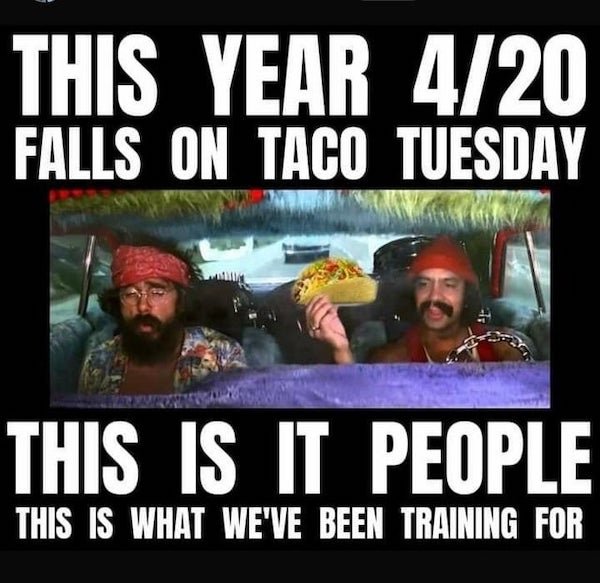 THIS YEAR 4/20
FALLS ON TACO TUESDAY
THIS IS IT PEOPLE
THIS IS WHAT WE'VE BEEN TRAINING FOR